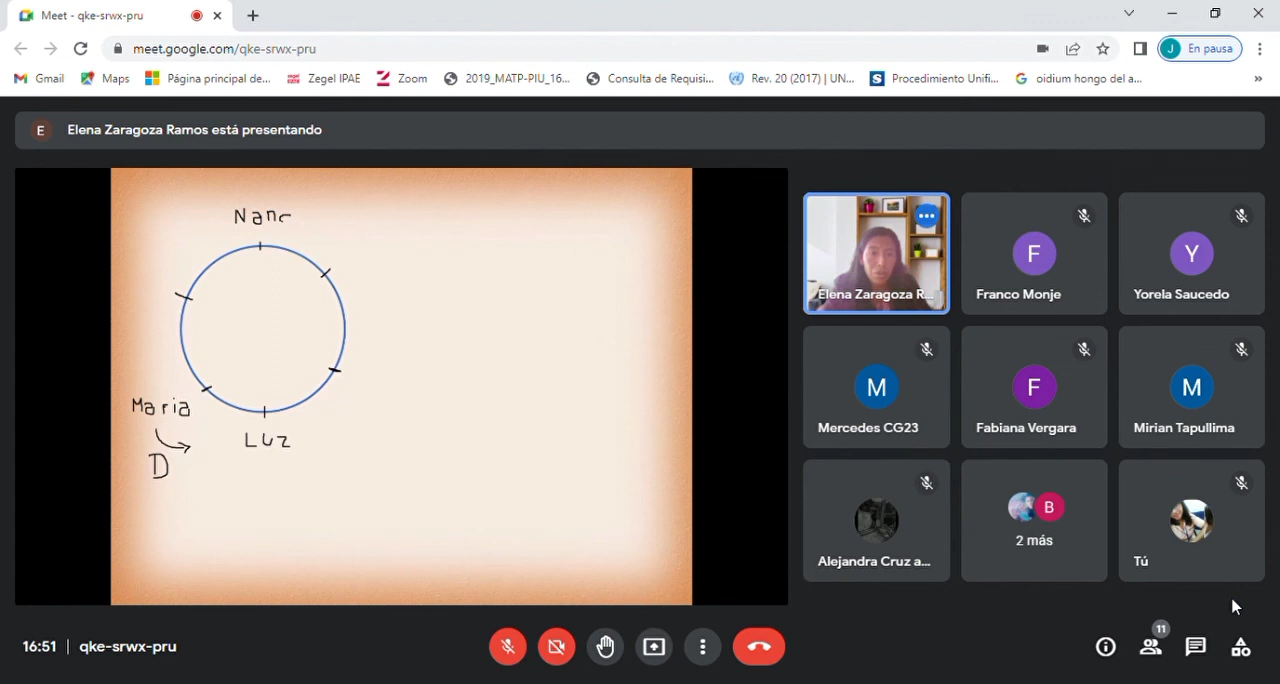 Meet - qke-srwx-pru
meet.google.com/qke-srwx-pru
J En pausa
Gmail Maps Página principal de... Zegel IPAE Zoom 2019_MATP-PIU_16... Consulta de Requisi... Rev. 20 (2017) | UN... Procedimiento Unifi... oidium hongo del a... »
E Elena Zaragoza Ramos está presentando
Nanc
Maria
Luz
D
Elena Zaragoza R...
F
Franco Monje
Y
Yorela Saucedo
M
Mercedes CG23
F
Fabiana Vergara
M
Mirian Tapullima
Alejandra Cruz a...
B
2 más
Tú
16:51 | qke-srwx-pru
11